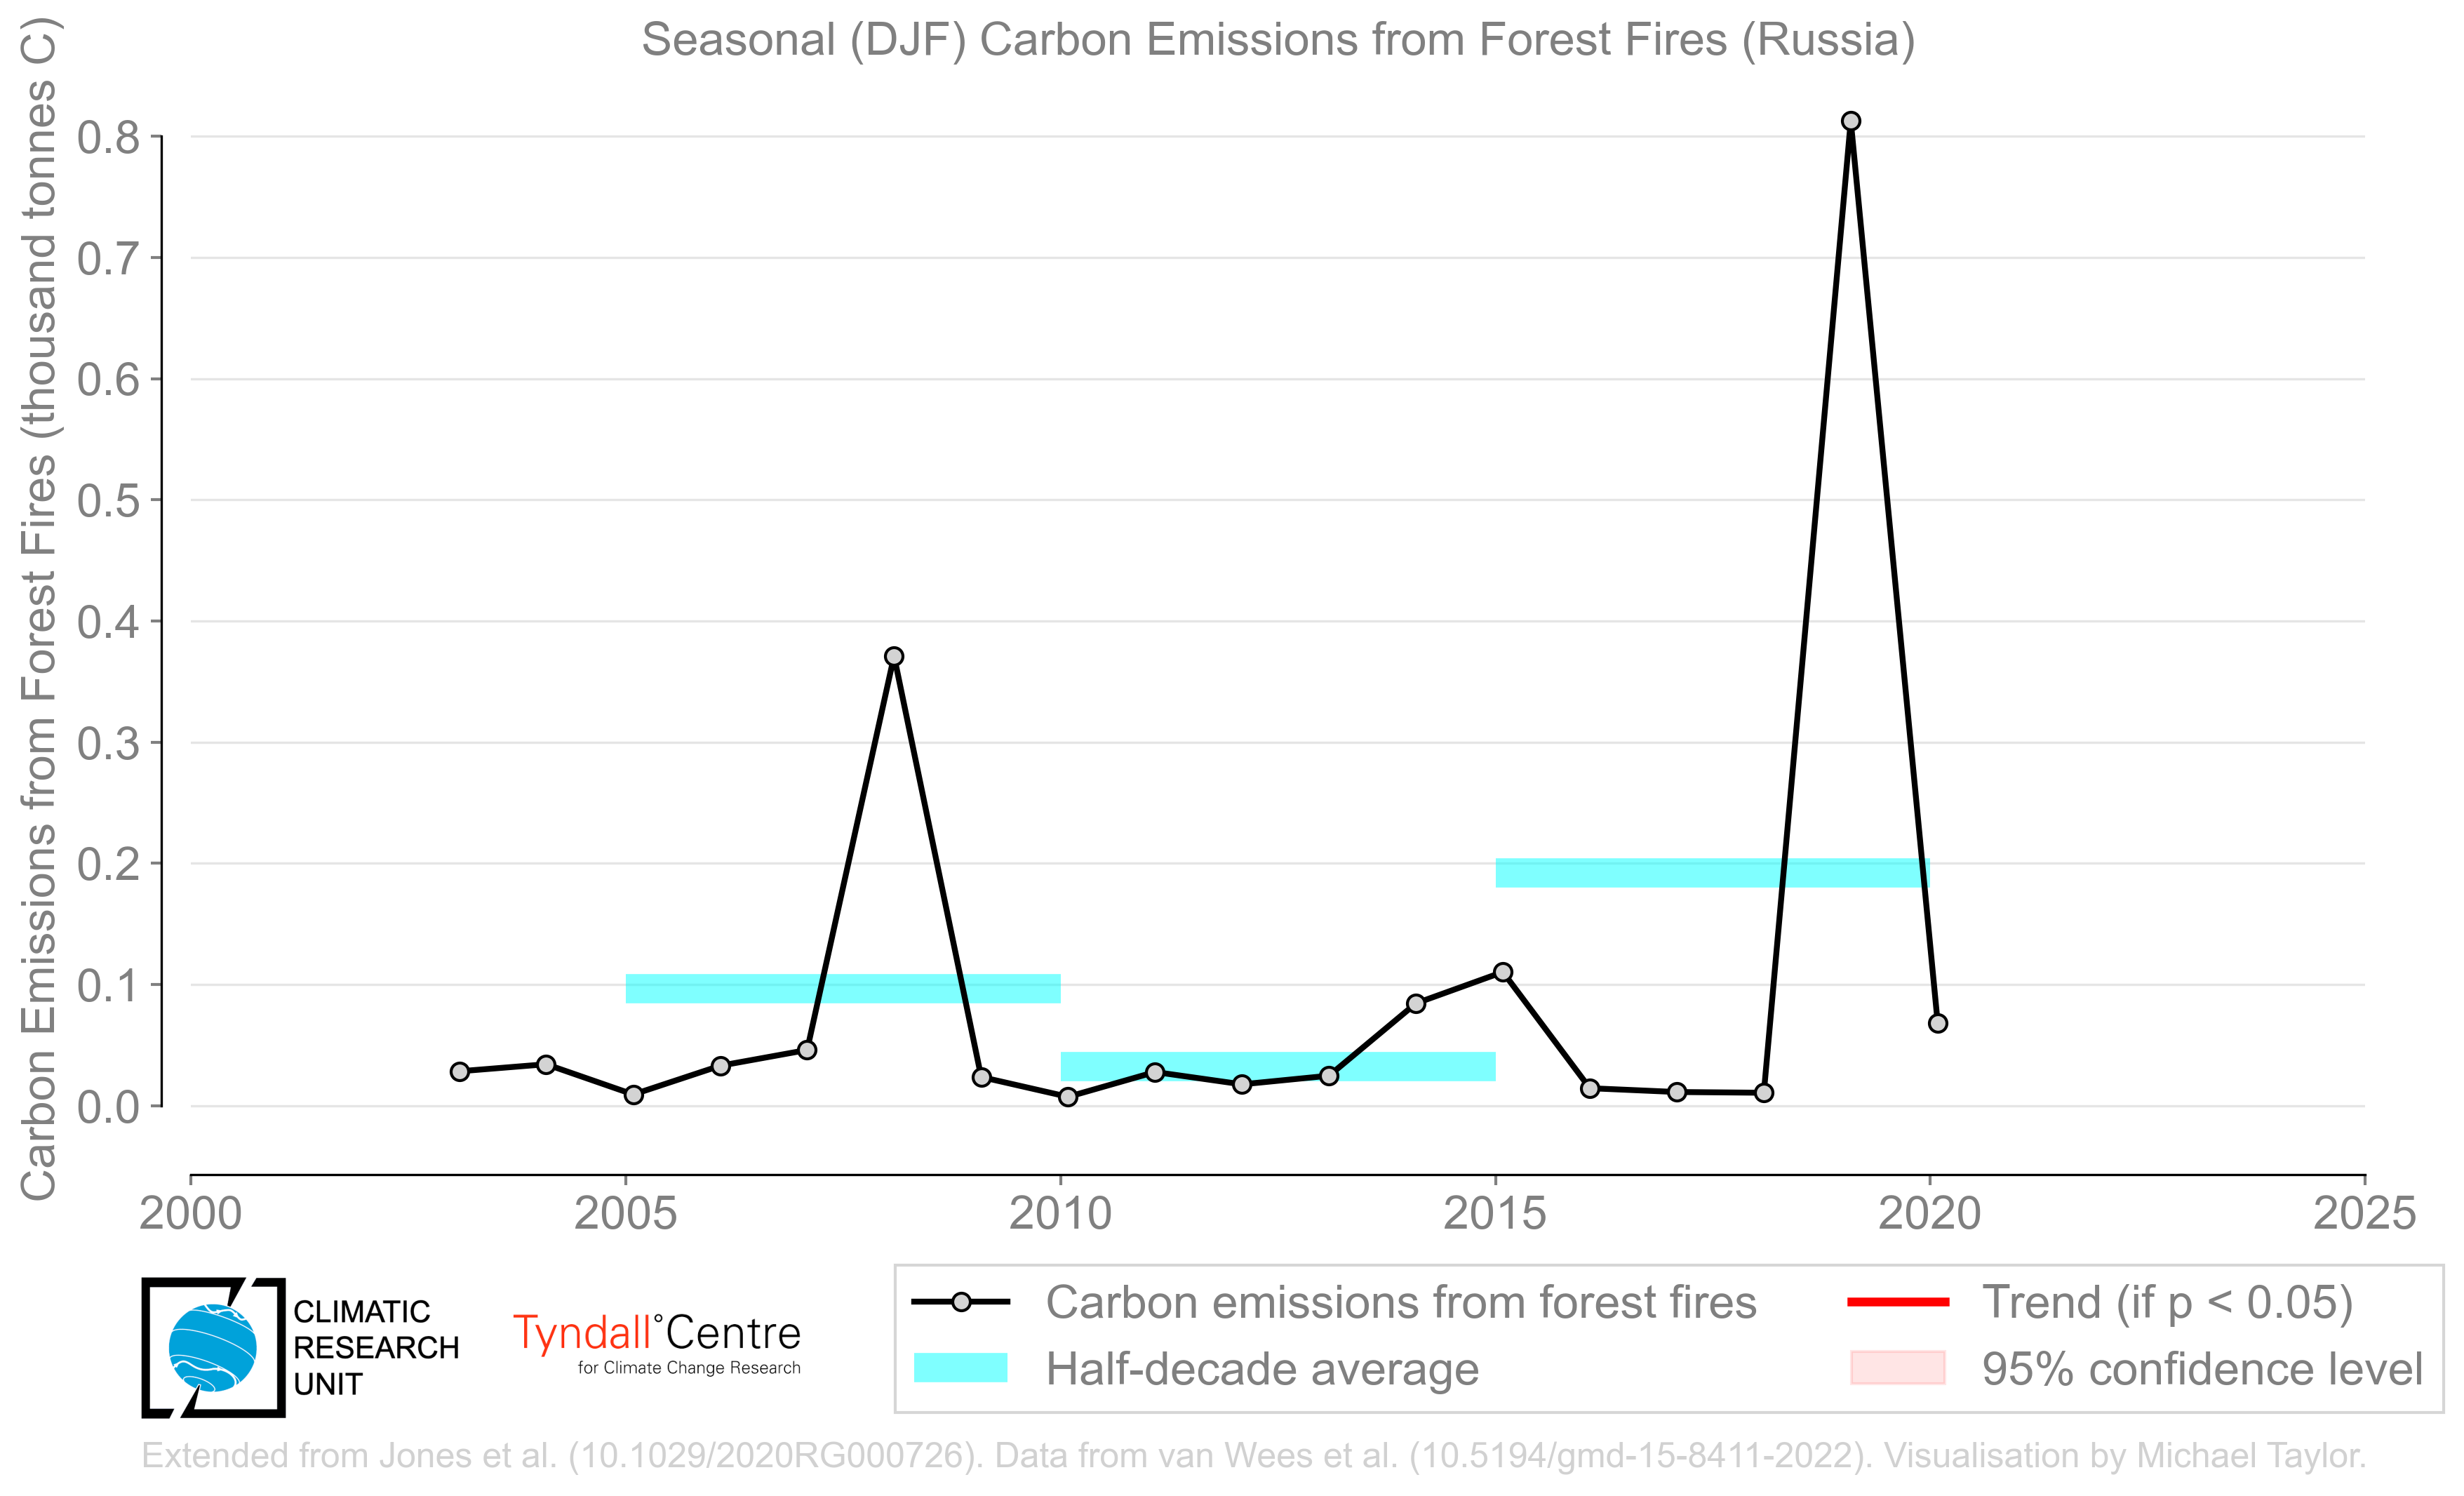 Seasonal (DJF) Carbon Emissions from Forest Fires (Russia)
Carbon Emissions from Forest Fires (thousand tonnes C)
0.8
0.7
0.6
0.5
0.4
0.3
0.2
0.1
0.0
2000 2005 2010 2015 2020 2025
Carbon emissions from forest fires
Half-decade average
Trend (if p < 0.05)
95% confidence level
CLIMATIC
RESEARCH
UNIT
Tyndall°Centre
for Climate Change Research
Extended from Jones et al. (10.1029/2020RG000726). Data from van Wees et al. (10.5194/gmd-15-8411-2022). Visualisation by Michael Taylor.